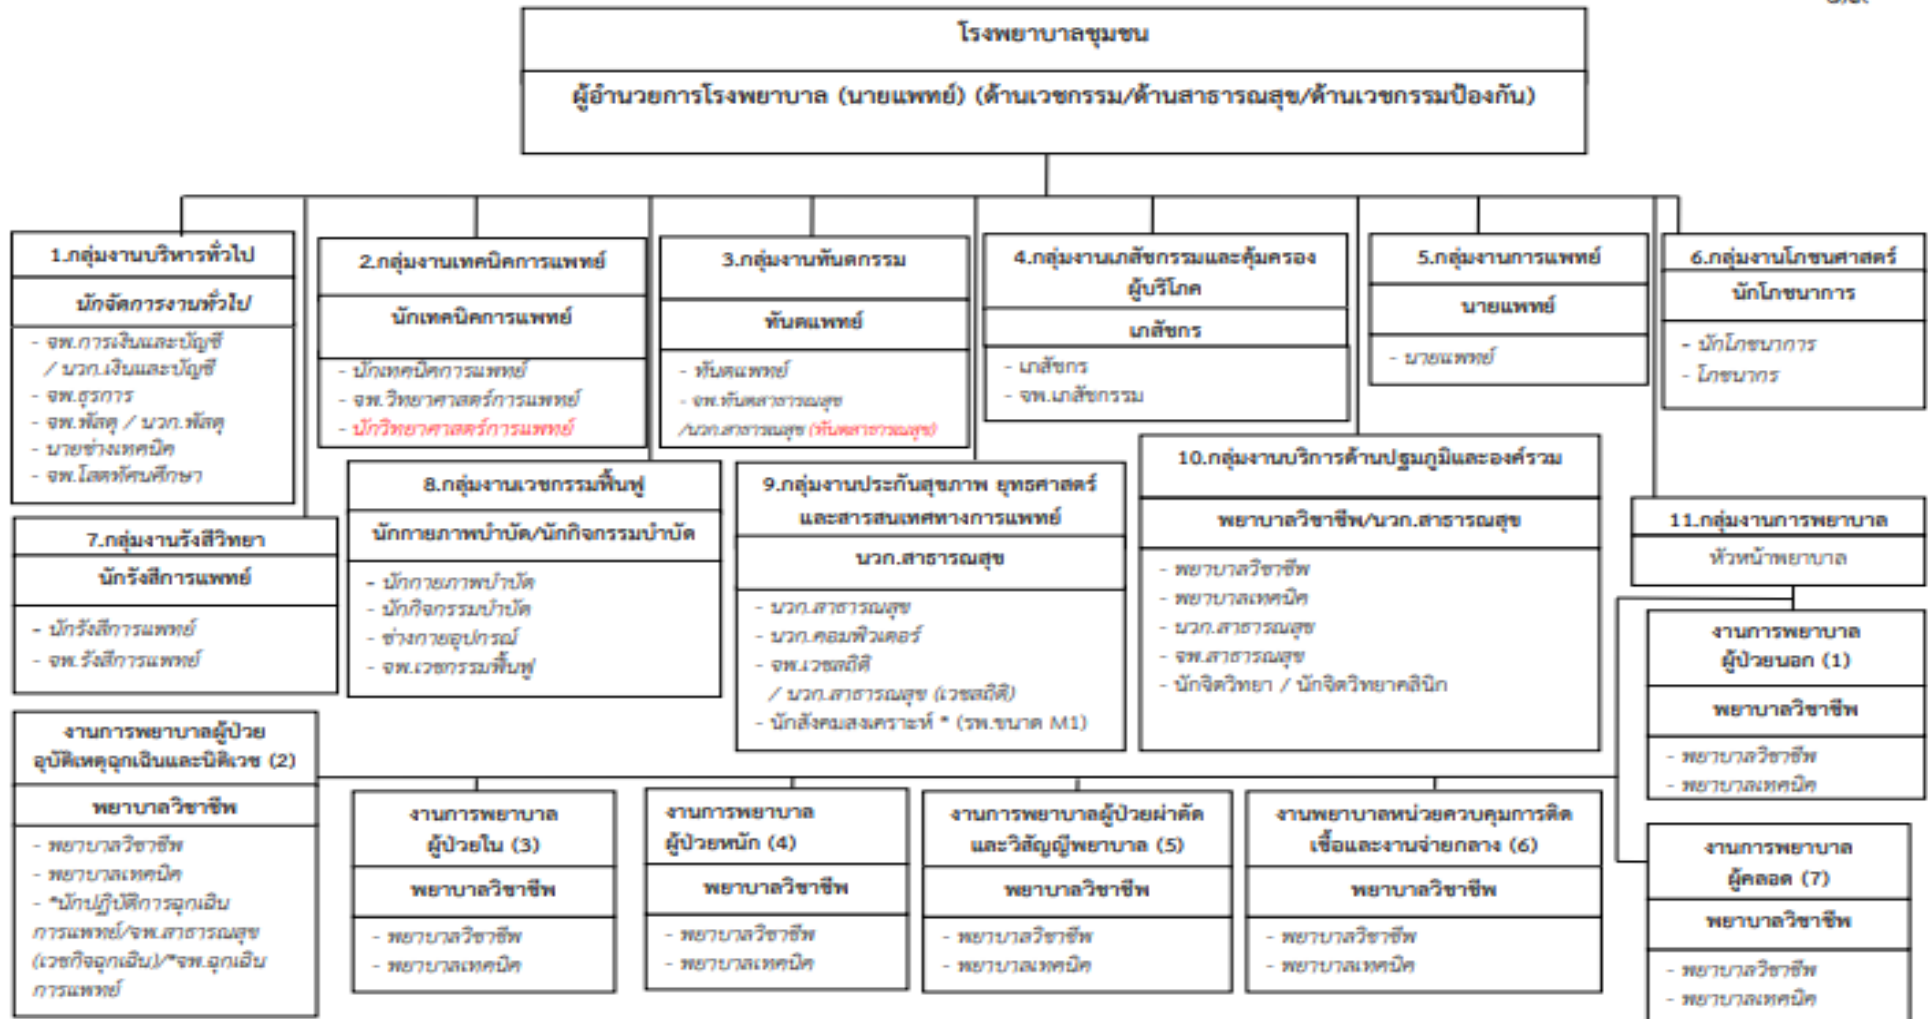 โรงพยาบาลชุมชน
ผู้อำนวยการโรงพยาบาล (นายแพทย์) (ด้านเวชกรรม/ด้านสาธารณสุข/ด้านเวชกรรมป้องกัน)
1.กลุ่มงานบริหารทั่วไป
นักจัดการงานทั่วไป
- จพ.การเงินและบัญชี
/ นวก.เงินและบัญชี
- จพ.ธุรการ
- จพ.พัสดุ / นวก.พัสดุ
- นายช่างเทคนิค
- จพ.โสตทัศนศึกษา
2.กลุ่มงานเทคนิคการแพทย์
นักเทคนิคการแพทย์
- นักเทคนิคการแพทย์
- จพ.วิทยาศาสตร์การแพทย์
- นักวิทยาศาสตร์การแพทย์
3.กลุ่มงานทันตกรรม
ทันตแพทย์
- ทันตแพทย์
- จพ.ทันตสาธารณสุข
/นวก.สาธารณสุข (ทันตสาธารณสุข)
4.กลุ่มงานเภสัชกรรมและคุ้มครอง
ผู้บริโภค
เภสัชกร
- เภสัชกร
- จพ.เภสัชกรรม
5.กลุ่มงานการแพทย์
นายแพทย์
- นายแพทย์
6.กลุ่มงานโภชนศาสตร์
นักโภชนาการ
- นักโภชนาการ
- โภชนากร
7.กลุ่มงานรังสีวิทยา
นักรังสีการแพทย์
- นักรังสีการแพทย์
- จพ.รังสีการแพทย์
8.กลุ่มงานเวชกรรมฟื้นฟู
นักกายภาพบำบัด/นักกิจกรรมบำบัด
- นักกายภาพบำบัด
- นักกิจกรรมบำบัด
- ช่างกายอุปกรณ์
- จพ.เวชกรรมฟื้นฟู
9.กลุ่มงานประกันสุขภาพ ยุทธศาสตร์
และสารสนเทศทางการแพทย์
นวก.สาธารณสุข
- นวก.สาธารณสุข
- นวก.คอมพิวเตอร์
- จพ.เวชสถิติ
/ นวก.สาธารณสุข (เวชสถิติ)
- นักสังคมสงเคราะห์ * (รพ.ขนาด M1)
10.กลุ่มงานบริการด้านปฐมภูมิและองค์รวม
พยาบาลวิชาชีพ/นวก.สาธารณสุข
- พยาบาลวิชาชีพ
- พยาบาลเทคนิค
- นวก.สาธารณสุข
- จพ.สาธารณสุข
- นักจิตวิทยา / นักจิตวิทยาคลินิก
11.กลุ่มงานการพยาบาล
หัวหน้าพยาบาล
งานการพยาบาล
ผู้ป่วยนอก (1)
พยาบาลวิชาชีพ
- พยาบาลวิชาชีพ
- พยาบาลเทคนิค
งานการพยาบาลผู้ป่วย
อุบัติเหตุฉุกเฉินและนิติเวช (2)
พยาบาลวิชาชีพ
- พยาบาลวิชาชีพ
- พยาบาลเทคนิค
- *นักปฏิบัติการฉุกเฉิน
การแพทย์/จพ.สาธารณสุข
(เวชกิจฉุกเฉิน)/*จพ.ฉุกเฉิน
การแพทย์
งานการพยาบาล
ผู้ป่วยใน (3)
พยาบาลวิชาชีพ
- พยาบาลวิชาชีพ
- พยาบาลเทคนิค
งานการพยาบาล
ผู้ป่วยหนัก (4)
พยาบาลวิชาชีพ
- พยาบาลวิชาชีพ
- พยาบาลเทคนิค
งานการพยาบาลผู้ป่วยผ่าตัด
และวิสัญญีพยาบาล (5)
พยาบาลวิชาชีพ
- พยาบาลวิชาชีพ
- พยาบาลเทคนิค
งานพยาบาลหน่วยควบคุมการติด
เชื้อและงานจ่ายกลาง (6)
พยาบาลวิชาชีพ
- พยาบาลวิชาชีพ
- พยาบาลเทคนิค
งานการพยาบาล
ผู้คลอด (7)
พยาบาลวิชาชีพ
- พยาบาลวิชาชีพ
- พยาบาลเทคนิค